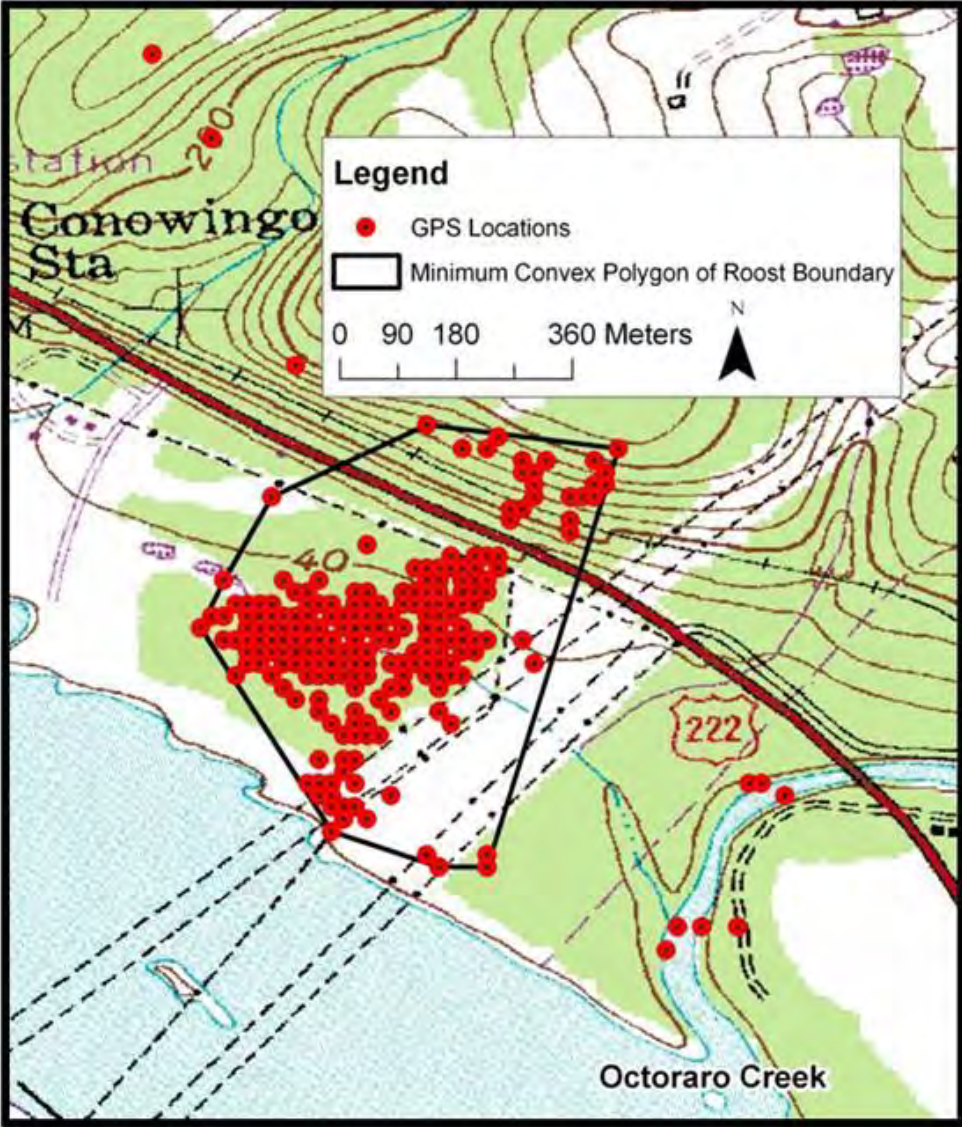 200
station
Conowingo
Sta
M
Legend
GPS Locations
Minimum Convex Polygon of Roost Boundary
N
0 90 180 360 Meters
40
222
Octoraro Creek